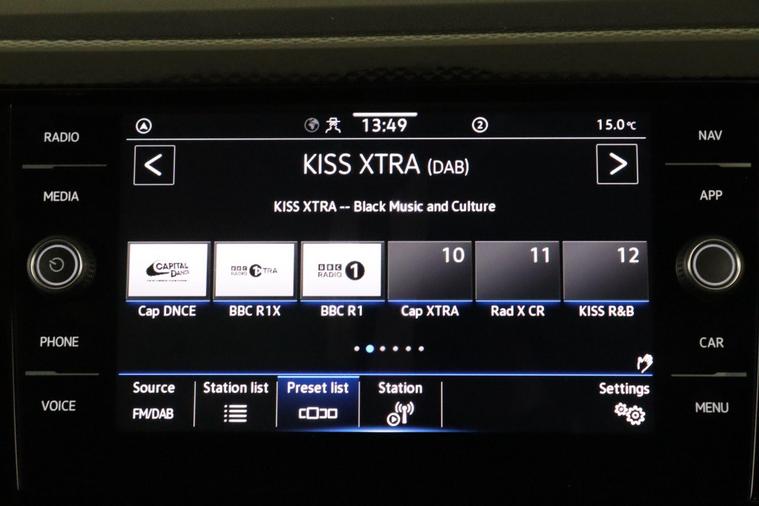 RADIO
MEDIA
PHONE
VOICE
13:49
2
15.0°C
<
KISS XTRA (DAB)
>
KISS XTRA -- Black Music and Culture
CAPITAL
DANCE
BBC
RADIO 1XTRA
BBC
RADIO 1
10
11
12
Cap DNCE
BBC R1X
BBC R1
Cap XTRA
Rad X CR
KISS R&B
Source
Station list
Preset list
Station
Settings
FM/DAB
NAV
APP
CAR
MENU